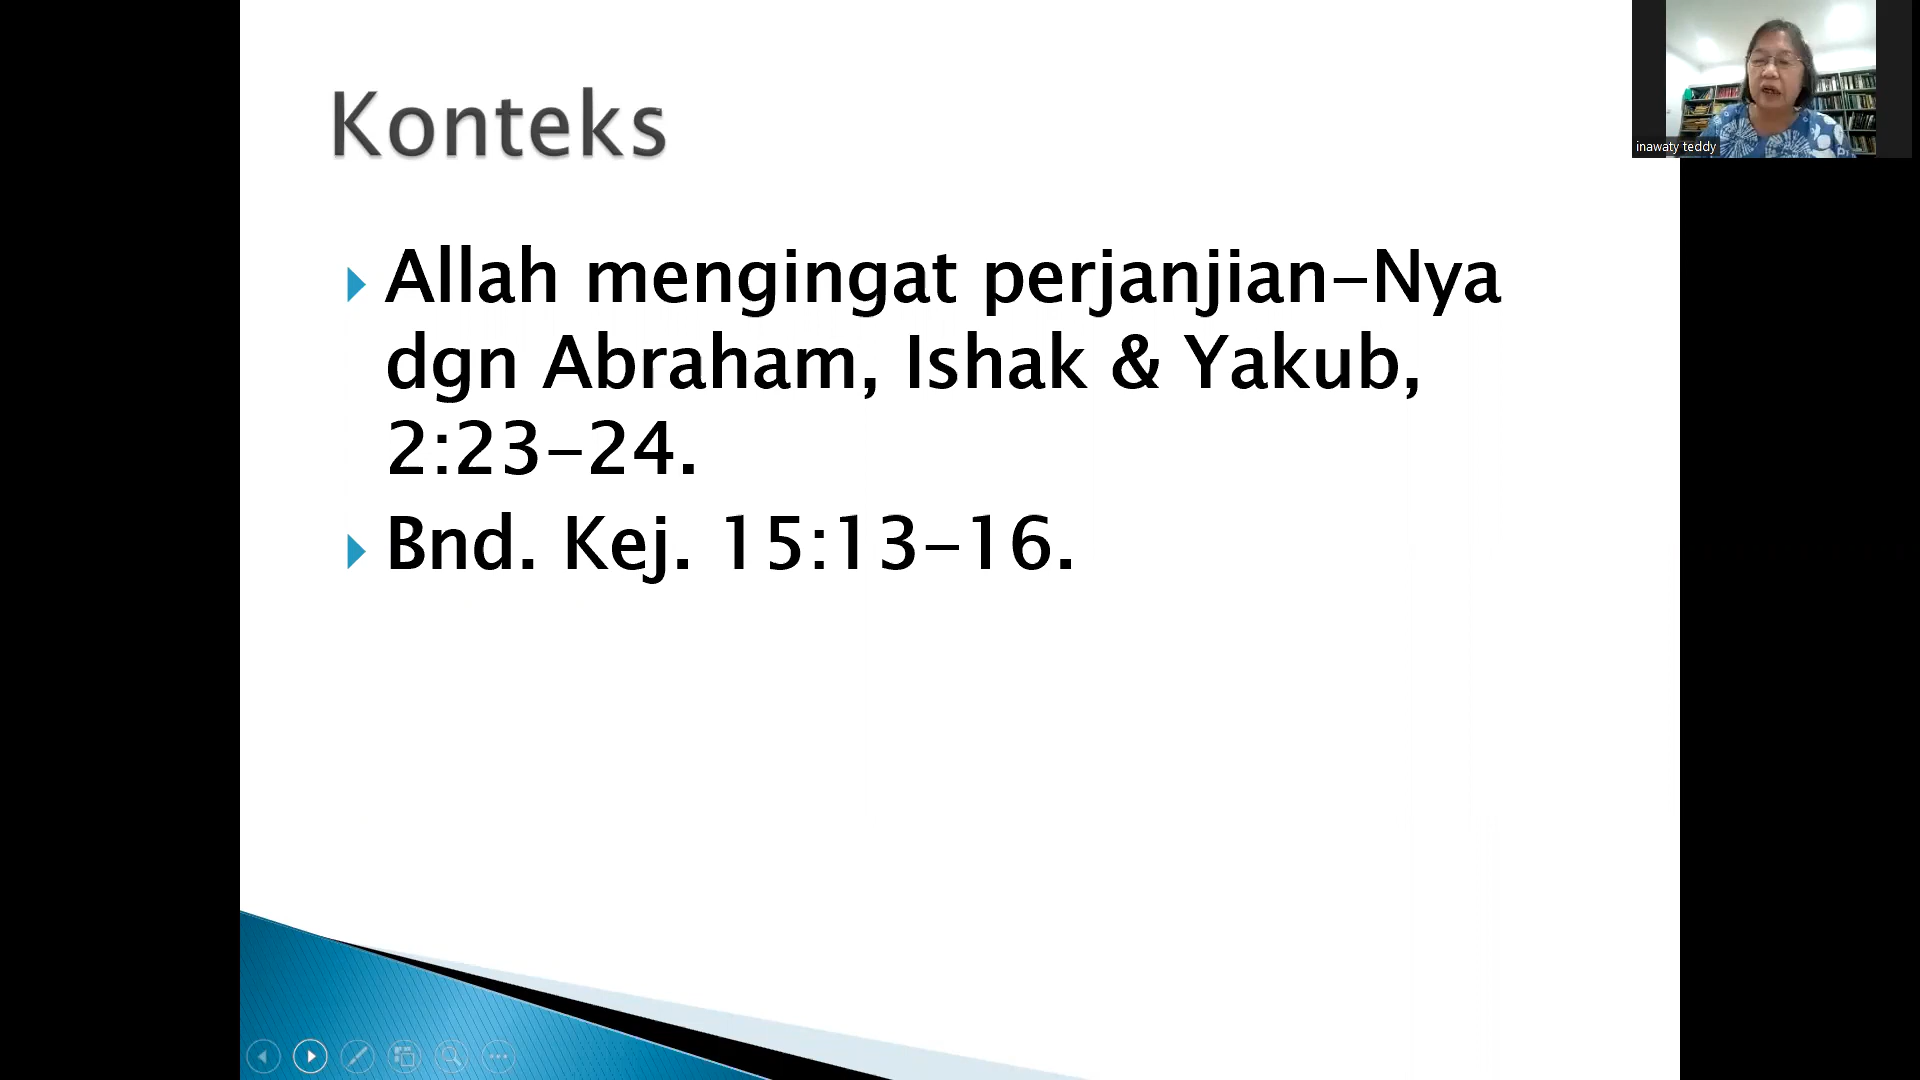 Konteks
Allah mengingat perjanjian-Nya
dgn Abraham, Ishak & Yakub,
2:23-24.
Bnd. Kej. 15:13-16.
inawaty teddy